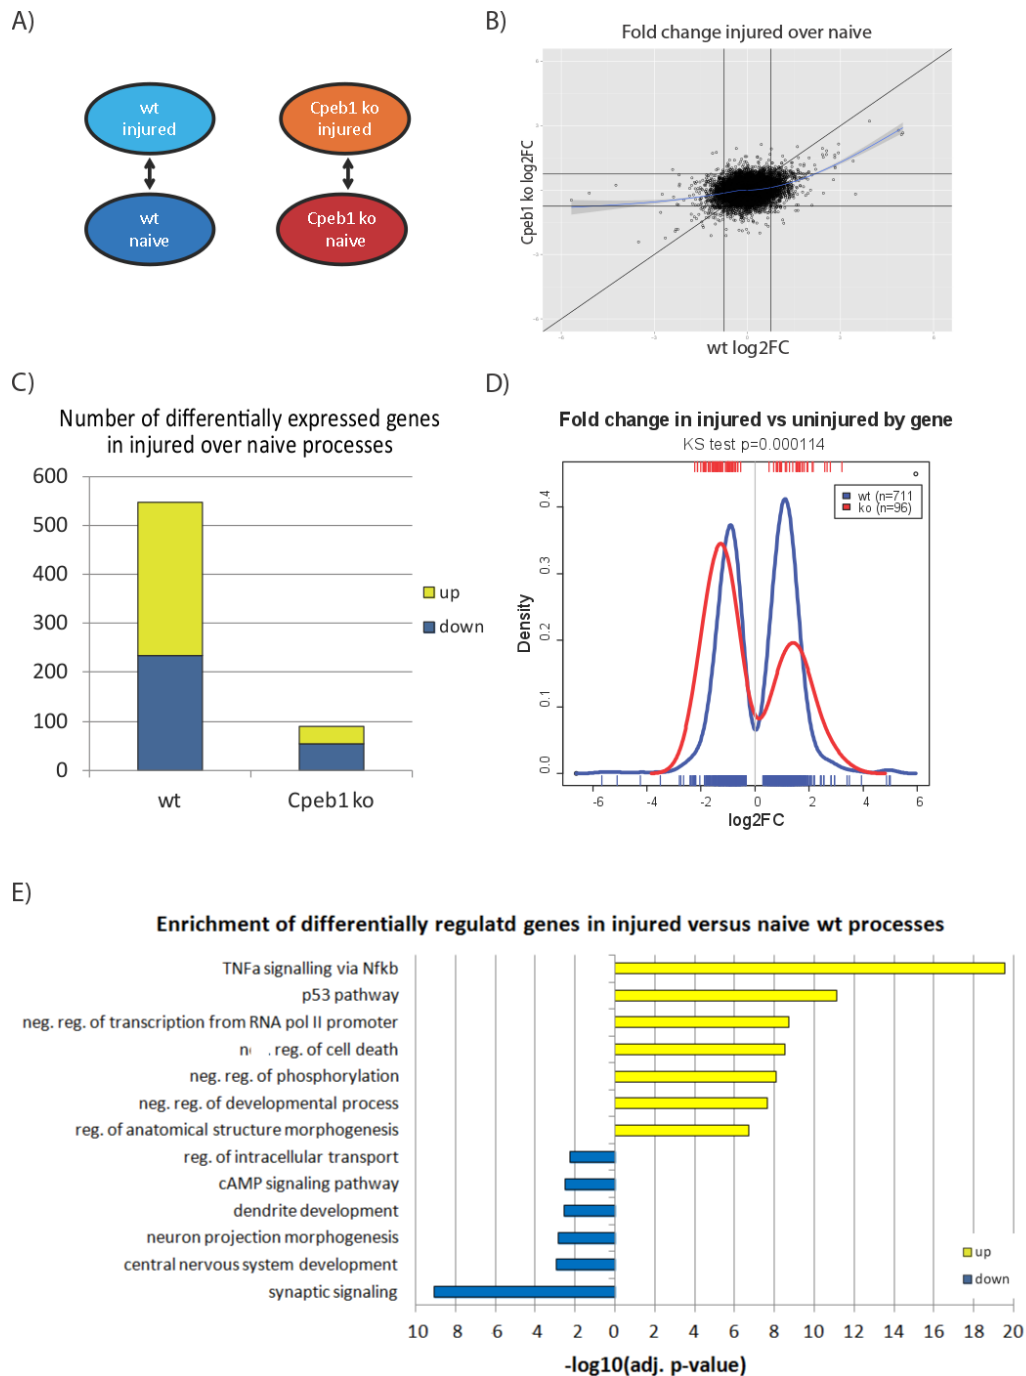 A)
wt
injured
Cpeb1 ko
injured
wt
naive
Cpeb1 ko
naive
B)
Fold change injured over naive
Cpeb1 ko log2FC
wt log2FC
C)
Number of differentially expressed genes
in injured over naive processes
600
500
400
300
200
100
0
wt
Cpeb1 ko
up
down
D)
Fold change in injured vs uninjured by gene
KS test p=0.000114
wt (n=711
ko (n=96)
Density
0.4
0.3
0.2
0.1
0.0
-6 -4 -2 0 2 4 6
log2FC
E)
Enrichment of differentially regulatd genes in injured versus naive wt processes
TNFa signalling via Nfkb
p53 pathway
neg. reg. of transcription from RNA pol II promoter
reg. of cell death
neg. reg. of phosphorylation
neg. reg. of developmental process
reg. of anatomical structure morphogenesis
reg. of intracellular transport
cAMP signaling pathway
dendrite development
neuron projection morphogenesis
central nervous system development
synaptic signaling
up
down
10 8 6 4 2 0 2 4 6 8 10 12 14 16 18 20
-log10(adj. p-value)